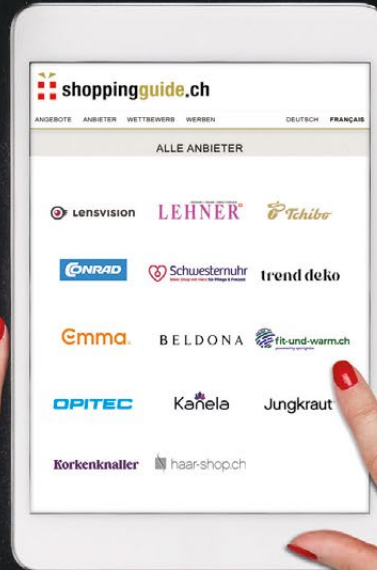 shoppingguide.ch
ANGEBOTE ANBIETER WETTBEWERB WERBEN DEUTSCH FRANÇAIS
ALLE ANBIETER
Lensvision LEHNER Tchibo
CONRAD Schwesternuhr trend deko
Emma BELDONA fit-und-warm.ch
OPITEC Kañela Jungkraut
Korkenknaller haar-shop.ch